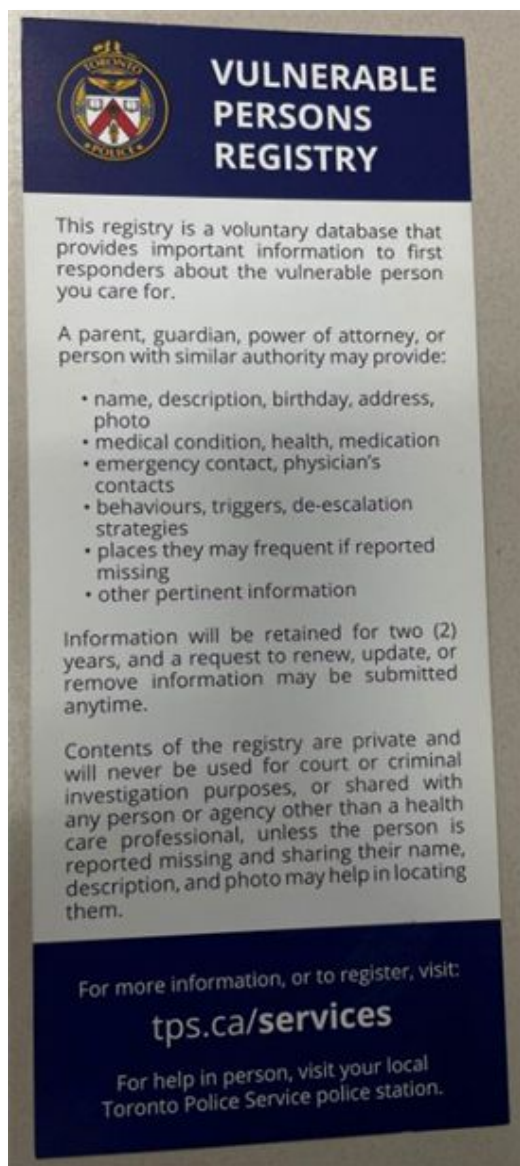 TORONTO
POLICE
VULNERABLE
PERSONS
REGISTRY
This registry is a voluntary database that
provides important information to first
responders about the vulnerable person
you care for.
A parent, guardian, power of attorney, or
person with similar authority may provide:
• name, description, birthday, address,
photo
• medical condition, health, medication
• emergency contact, physician's
contacts
• behaviours, triggers, de-escalation
strategies
• places they may frequent if reported
missing
• other pertinent information
Information will be retained for two (2)
years, and a request to renew, update, or
remove information may be submitted
anytime.
Contents of the registry are private and
will never be used for court or criminal
investigation purposes, or shared with
any person or agency other than a health
care professional, unless the person is
reported missing and sharing their name,
description, and photo may help in locating
them.
For more information, or to register, visit:
tps.ca/services
For help in person, visit your local
Toronto Police Service police station.